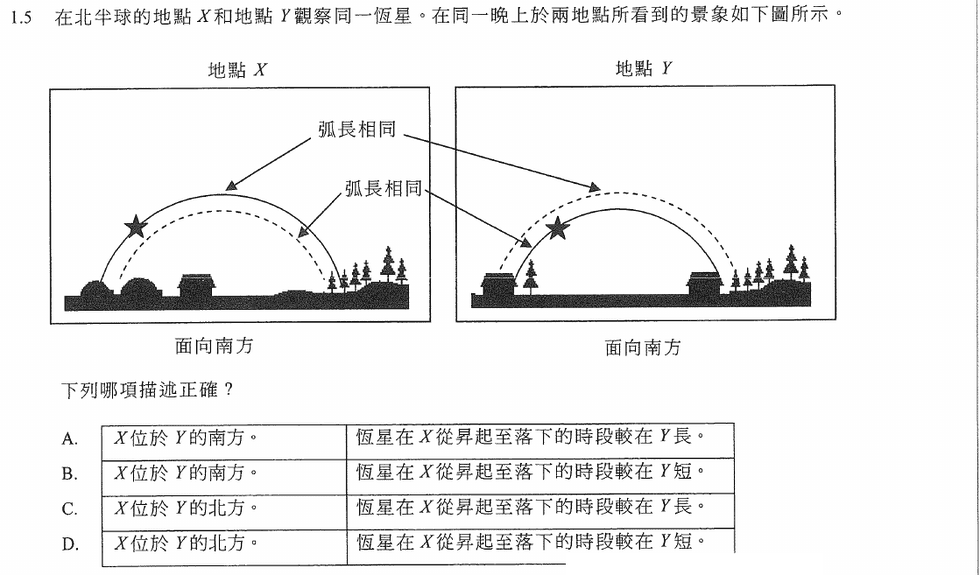 1.5 在北半球的地點 X 和地點 Y 觀察同一恆星。在同一晚上於兩地點所看到的景象如下圖所示。
地點 X
地點 Y
弧長相同
弧長相同
面向南方
面向南方
下列哪項描述正確？
A. X 位於 Y 的南方。 恆星在 X 從昇起至落下的時段較在 Y 長。
B. X 位於 Y 的南方。 恆星在 X 從昇起至落下的時段較在 Y 短。
C. X 位於 Y 的北方。 恆星在 X 從昇起至落下的時段較在 Y 長。
D. X 位於 Y 的北方。 恆星在 X 從昇起至落下的時段較在 Y 短。